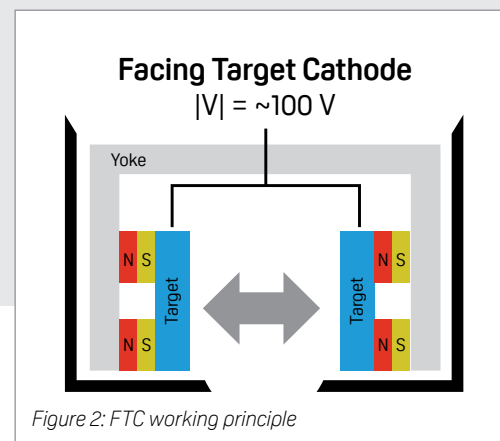 Facing Target Cathode
|V| = ~100 V
Yoke
N S Target Target N S
N S N S
Figure 2: FTC working principle